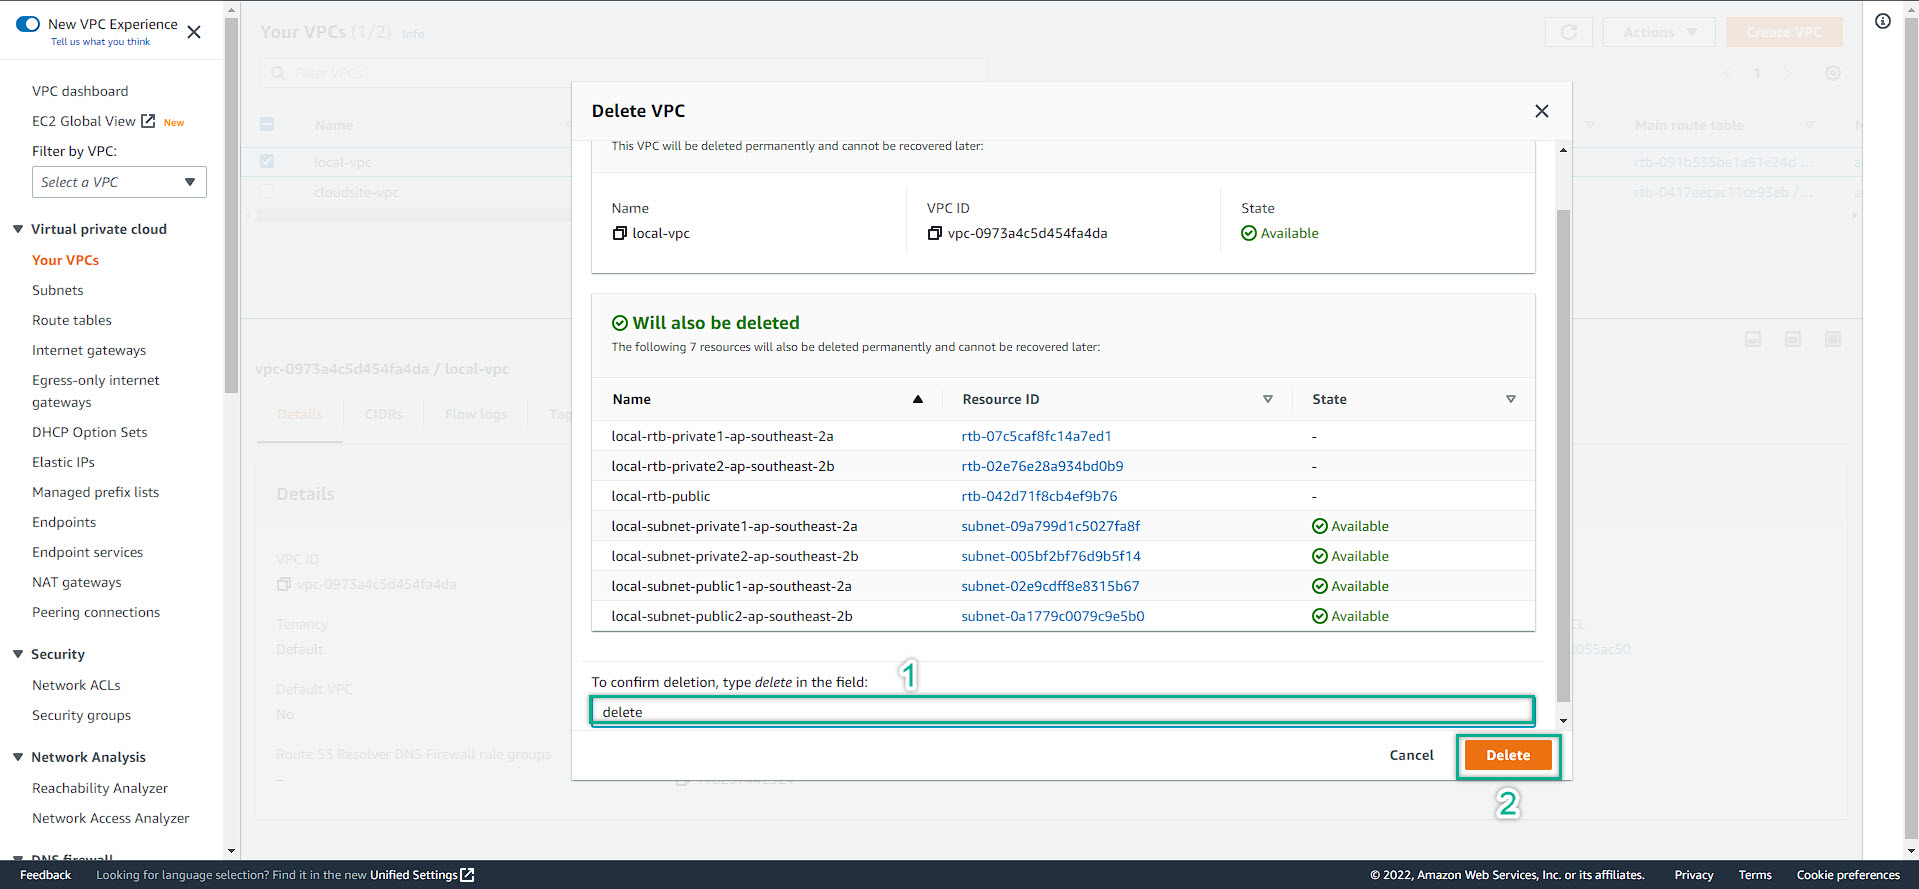 New VPC Experience
Tell us what you think
VPC dashboard
EC2 Global View New
Filter by VPC:
Select a VPC
Virtual private cloud
Your VPCs
Subnets
Route tables
Internet gateways
Egress-only internet
gateways
DHCP Option Sets
Elastic IPs
Managed prefix lists
Endpoints
Endpoint services
NAT gateways
Peering connections
Security
Network ACLs
Security groups
Network Analysis
Reachability Analyzer
Network Access Analyzer
DNS firewall
Your VPCs (1/2) Info
Actions
Create VPC
Filter VPCs
1
Name
Main route table
local-vpc
rtb-091b535be1a91e24d ...
cloudsite-vpc
rtb-0417eecac11ce93eb /...
vpc-0973a4c5d454fa4da / local-vpc
Details CIDRs Flow logs Tag
Details
VPC ID
vpc-0973a4c5d454fa4da
Tenancy
Default
Default VPC
No
Route 53 Resolver DNS Firewall rule groups
–
Delete VPC
This VPC will be deleted permanently and cannot be recovered later:
Name VPC ID State
local-vpc vpc-0973a4c5d454fa4da Available
Will also be deleted
The following 7 resources will also be deleted permanently and cannot be recovered later:
Name Resource ID State
local-rtb-private1-ap-southeast-2a rtb-07c5caf8fc14a7ed1 -
local-rtb-private2-ap-southeast-2b rtb-02e76e28a934bd0b9 -
local-rtb-public rtb-042d71f8cb4ef9b76 -
local-subnet-private1-ap-southeast-2a subnet-09a799d1c5027fa8f Available
local-subnet-private2-ap-southeast-2b subnet-005bf2bf76d9b5f14 Available
local-subnet-public1-ap-southeast-2a subnet-02e9cdff8e8315b67 Available
local-subnet-public2-ap-southeast-2b subnet-0a1779c0079c9e5b0 Available
To confirm deletion, type delete in the field:
1
delete
Cancel Delete
2
Feedback Looking for language selection? Find it in the new Unified Settings
© 2022, Amazon Web Services, Inc. or its affiliates. Privacy Terms Cookie preferences